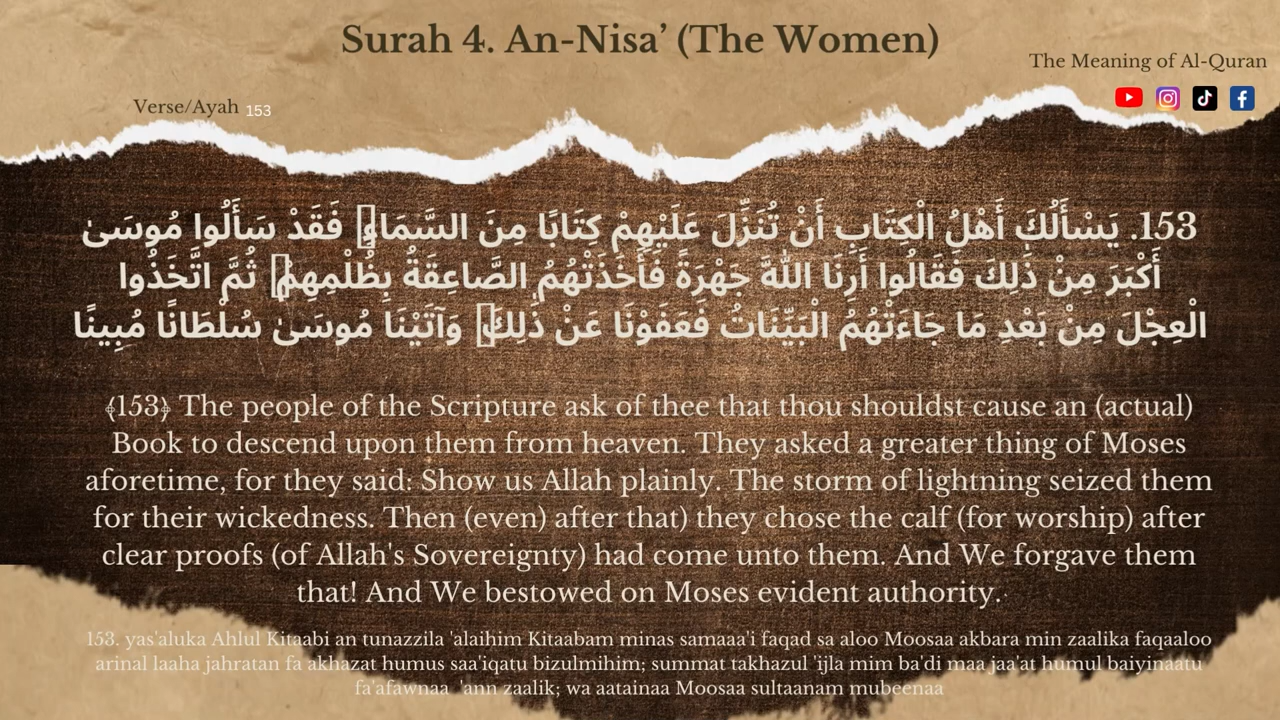 Surah 4. An-Nisa’ (The Women)
The Meaning of Al-Quran
Verse/Ayah 153
153. يَسْأَلُكَ أَهْلُ الْكِتَابِ أَنْ تُنَزِّلَ عَلَيْهِمْ كِتَابًا مِنَ السَّمَاءِ فَقَدْ سَأَلُوا مُوسَىٰ
أَكْبَرَ مِنْ ذَٰلِكَ فَقَالُوا أَرِنَا اللَّهَ جَهْرَةً فَأَخَذَتْهُمُ الصَّاعِقَةُ بِظُلْمِهِمْ ثُمَّ اتَّخَذُوا
الْعِجْلَ مِنْ بَعْدِ مَا جَاءَتْهُمُ الْبَيِّنَاتُ فَعَفَوْنَا عَنْ ذَٰلِكَ وَآتَيْنَا مُوسَىٰ سُلْطَانًا مُبِينًا
﴾153﴿ The people of the Scripture ask of thee that thou shouldst cause an (actual)
Book to descend upon them from heaven. They asked a greater thing of Moses
aforetime, for they said: Show us Allah plainly. The storm of lightning seized them
for their wickedness. Then (even) after that) they chose the calf (for worship) after
clear proofs (of Allah's Sovereignty) had come unto them. And We forgave them
that! And We bestowed on Moses evident authority.
153. yas'aluka Ahlul Kitaabi an tunazzila 'alaihim Kitaabam minas samaaa'i faqad sa aloo Moosaa akbara min zaalika faqaaloo
arinal laaha jahratan fa akhazat humus saa'iqatu bizulmihim; summat takhazul 'ijla mim ba'di maa jaa'at humul baiyinaatu
fa'afawnaa 'ann zaalik; wa aatainaa Moosaa sultaanam mubeenaa